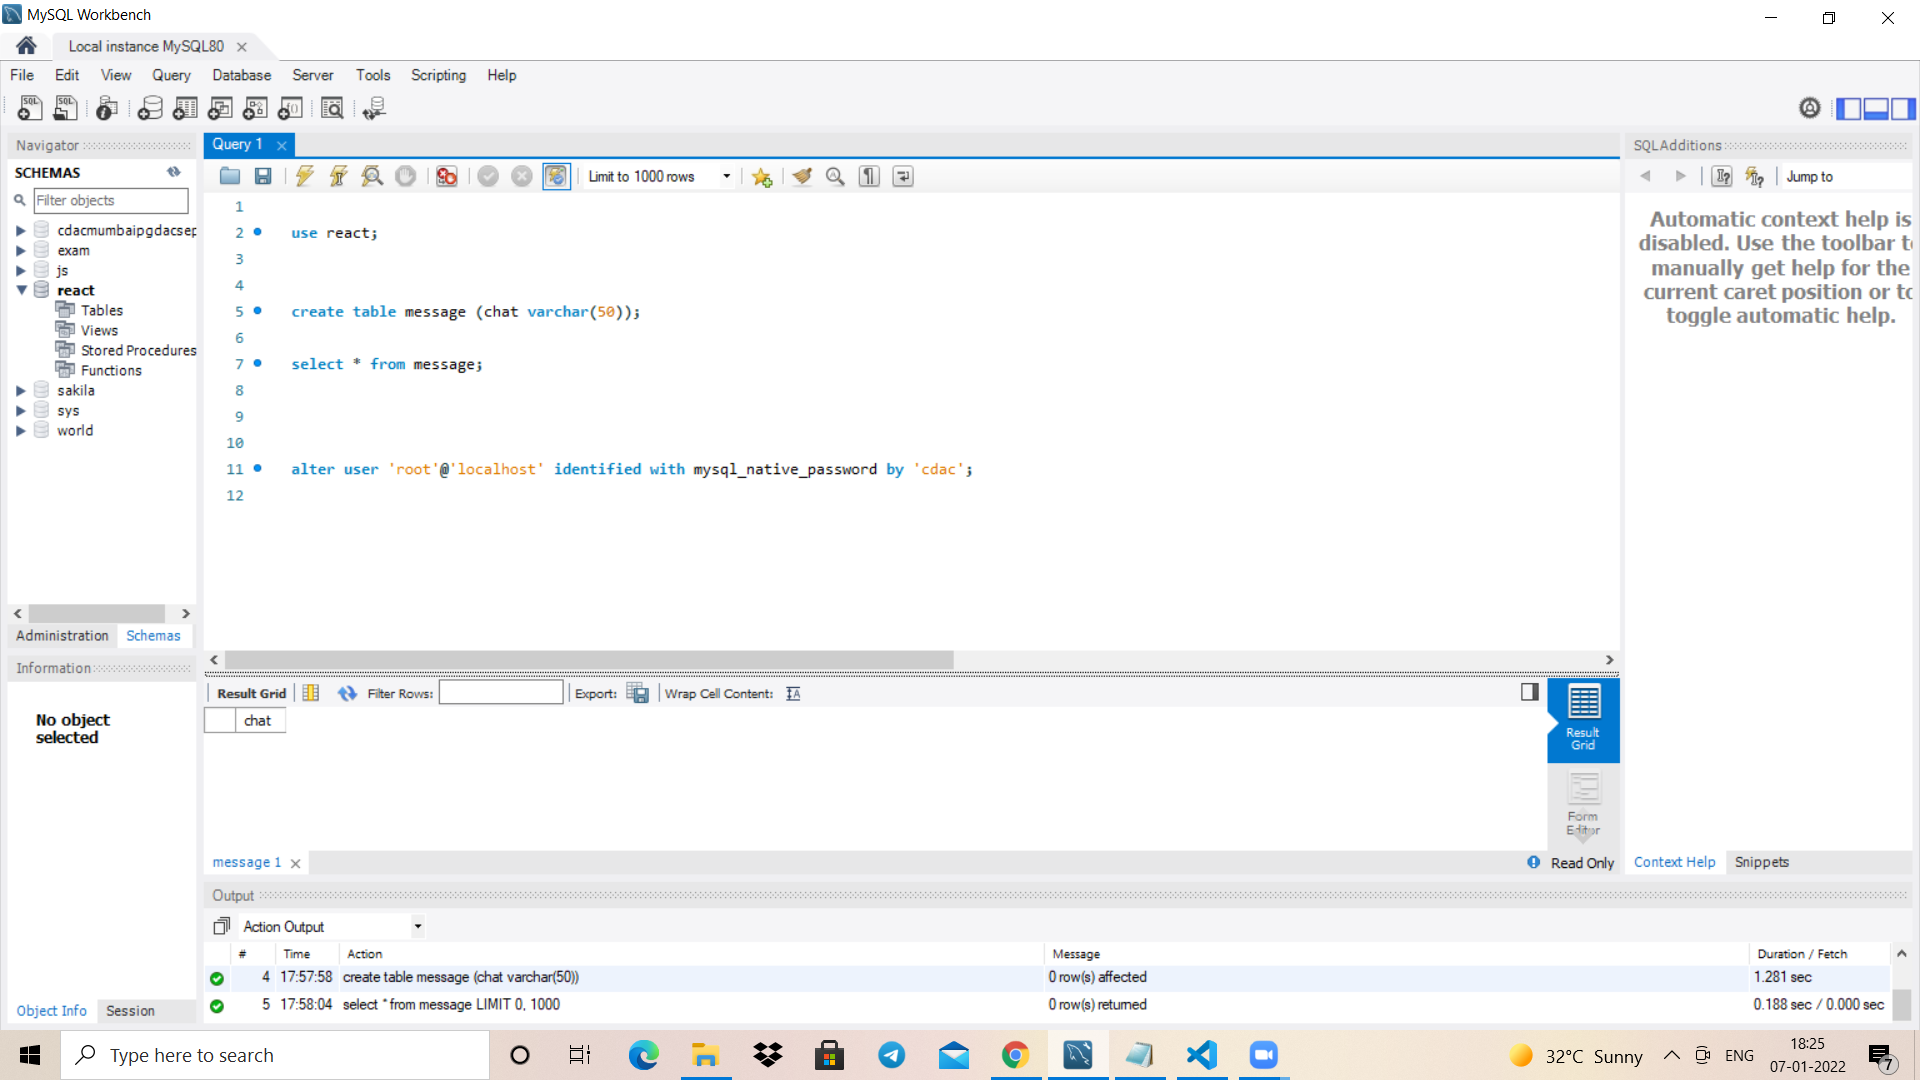 MySQL Workbench
Local instance MySQL80
File Edit View Query Database Server Tools Scripting Help
Navigator
SCHEMAS
Filter objects
cdacmumbaipgdacsep
exam
js
react
Tables
Views
Stored Procedures
Functions
sakila
sys
world
Administration Schemas
Information
No object
selected
Object Info Session
Query 1
Limit to 1000 rows
1
2 use react;
3
4
5 create table message (chat varchar(50));
6
7 select * from message;
8
9
10
11 alter user 'root'@'localhost' identified with mysql_native_password by 'cdac';
12
Result Grid Filter Rows: Export: Wrap Cell Content:
chat
Result
Grid
Form
Editor
message 1
Read Only
SQLAdditions
Jump to
Automatic context help is
disabled. Use the toolbar to
manually get help for the
current caret position or to
toggle automatic help.
Context Help Snippets
Output
Action Output
# Time Action Message Duration / Fetch
4 17:57:58 create table message (chat varchar(50)) 0 row(s) affected 1.281 sec
5 17:58:04 select * from message LIMIT 0, 1000 0 row(s) returned 0.188 sec / 0.000 sec
Type here to search
32°C Sunny
ENG
18:25
07-01-2022
7